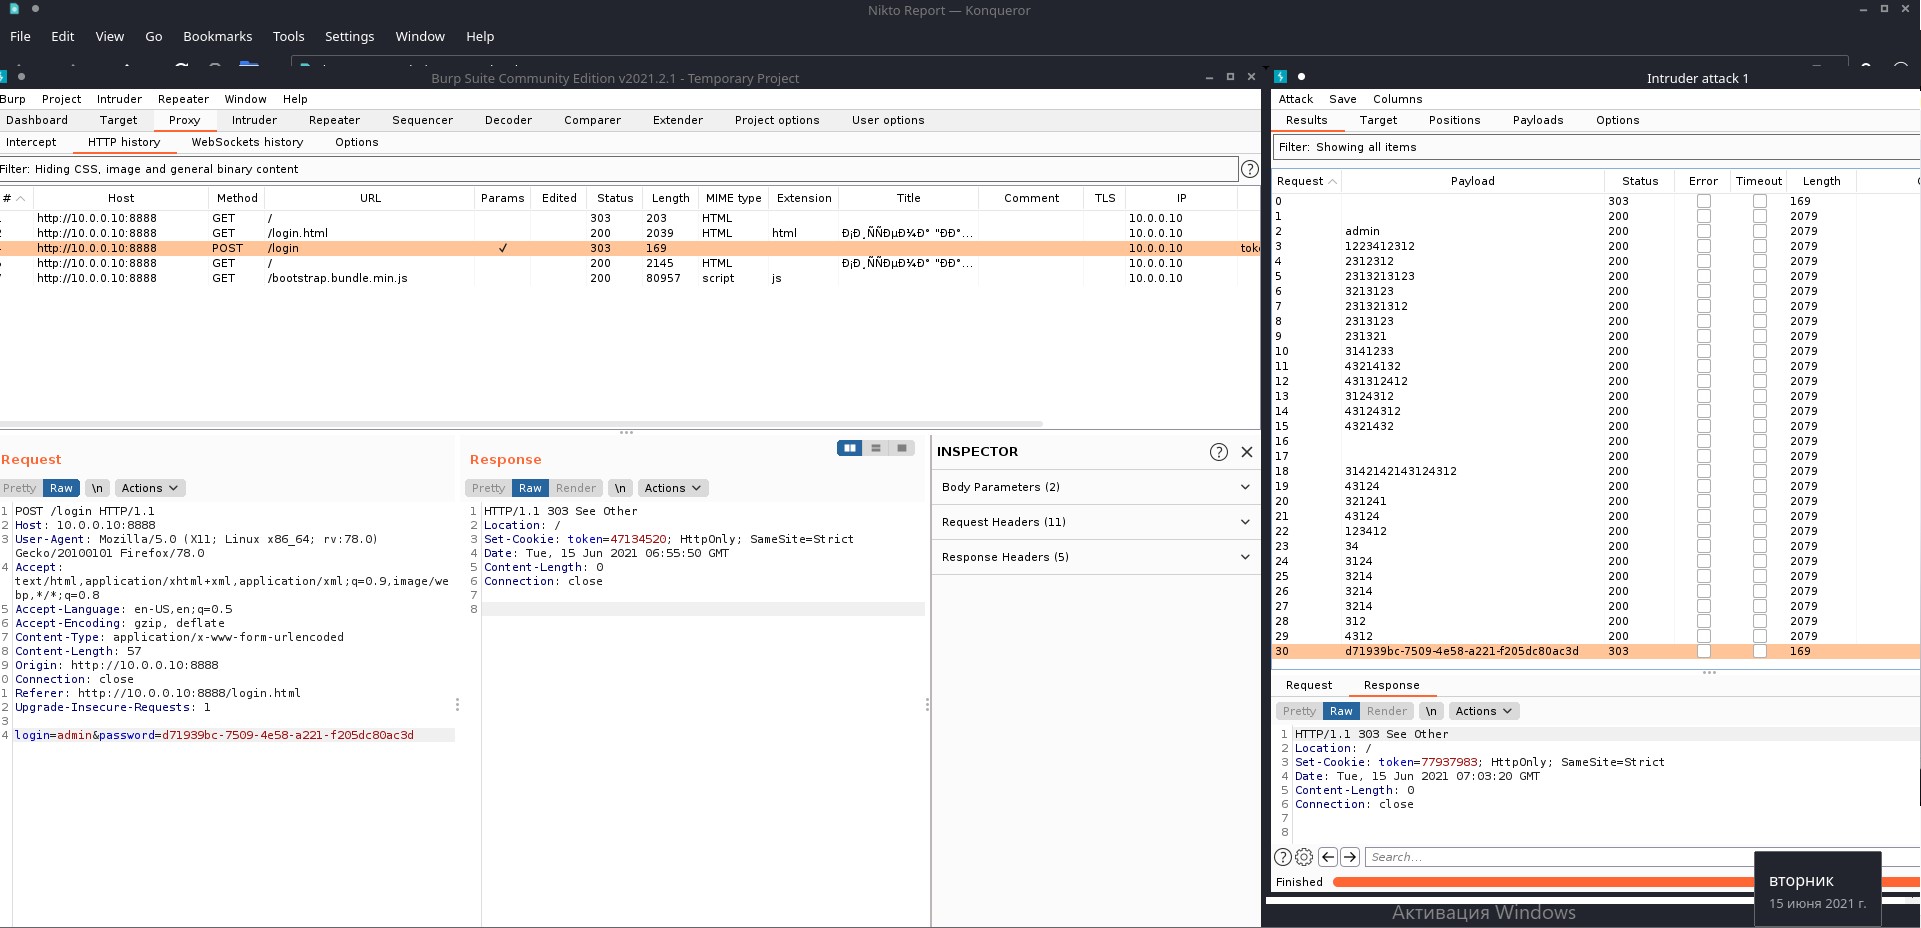 Nikto Report — Konqueror
File Edit View Go Bookmarks Tools Settings Window Help
Burp Suite Community Edition v2021.2.1 - Temporary Project
Burp Project Intruder Repeater Window Help
Dashboard Target Proxy Intruder Repeater Sequencer Decoder Comparer Extender Project options User options
Intercept HTTP history WebSockets history Options
Filter: Hiding CSS, image and general binary content
# Host Method URL Params Edited Status Length MIME type Extension Title Comment TLS IP
http://10.0.0.10:8888 GET / 303 203 HTML 10.0.0.10
http://10.0.0.10:8888 GET /login.html 200 2039 HTML html 10.0.0.10
http://10.0.0.10:8888 POST /login ✓ 303 169 10.0.0.10
http://10.0.0.10:8888 GET / 200 2145 HTML 10.0.0.10
http://10.0.0.10:8888 GET /bootstrap.bundle.min.js 200 80957 script js 10.0.0.10
Request
Pretty Raw \n Actions
1 POST /login HTTP/1.1
2 Host: 10.0.0.10:8888
3 User-Agent: Mozilla/5.0 (X11; Linux x86_64; rv:78.0)
Gecko/20100101 Firefox/78.0
4 Accept:
text/html,application/xhtml+xml,application/xml;q=0.9,image/we
bp,*/*;q=0.8
5 Accept-Language: en-US,en;q=0.5
6 Accept-Encoding: gzip, deflate
7 Content-Type: application/x-www-form-urlencoded
8 Content-Length: 57
9 Origin: http://10.0.0.10:8888
0 Connection: close
1 Referer: http://10.0.0.10:8888/login.html
2 Upgrade-Insecure-Requests: 1
3
4 login=admin&password=d71939bc-7509-4e58-a221-f205dc80ac3d
Response
Pretty Raw Render \n Actions
1 HTTP/1.1 303 See Other
2 Location: /
3 Set-Cookie: token=47134520; HttpOnly; SameSite=Strict
4 Date: Tue, 15 Jun 2021 06:55:50 GMT
5 Content-Length: 0
6 Connection: close
7
8
INSPECTOR
Body Parameters (2)
Request Headers (11)
Response Headers (5)
Intruder attack 1
Attack Save Columns
Results Target Positions Payloads Options
Filter: Showing all items
Request Payload Status Error Timeout Length
0 303 169
1 200 2079
2 admin 200 2079
3 1223412312 200 2079
4 2312312 200 2079
5 2313213123 200 2079
6 3213123 200 2079
7 231321312 200 2079
8 2313123 200 2079
9 231321 200 2079
10 3141233 200 2079
11 43214132 200 2079
12 431312412 200 2079
13 3124312 200 2079
14 43124312 200 2079
15 4321432 200 2079
16 200 2079
17 200 2079
18 3142142143124312 200 2079
19 43124 200 2079
20 321241 200 2079
21 43124 200 2079
22 123412 200 2079
23 34 200 2079
24 3124 200 2079
25 3214 200 2079
26 3214 200 2079
27 3214 200 2079
28 312 200 2079
29 4312 200 2079
30 d71939bc-7509-4e58-a221-f205dc80ac3d 303 169
Request Response
Pretty Raw Render \n Actions
1 HTTP/1.1 303 See Other
2 Location: /
3 Set-Cookie: token=77937983; HttpOnly; SameSite=Strict
4 Date: Tue, 15 Jun 2021 07:03:20 GMT
5 Content-Length: 0
6 Connection: close
7
8
Search...
Finished
вторник
15 июня 2021 г.
Активация Windows